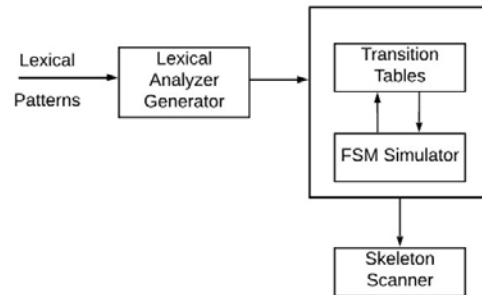 Lexical
Patterns
Lexical
Analyzer
Generator
Transition
Tables
FSM Simulator
Skeleton
Scanner